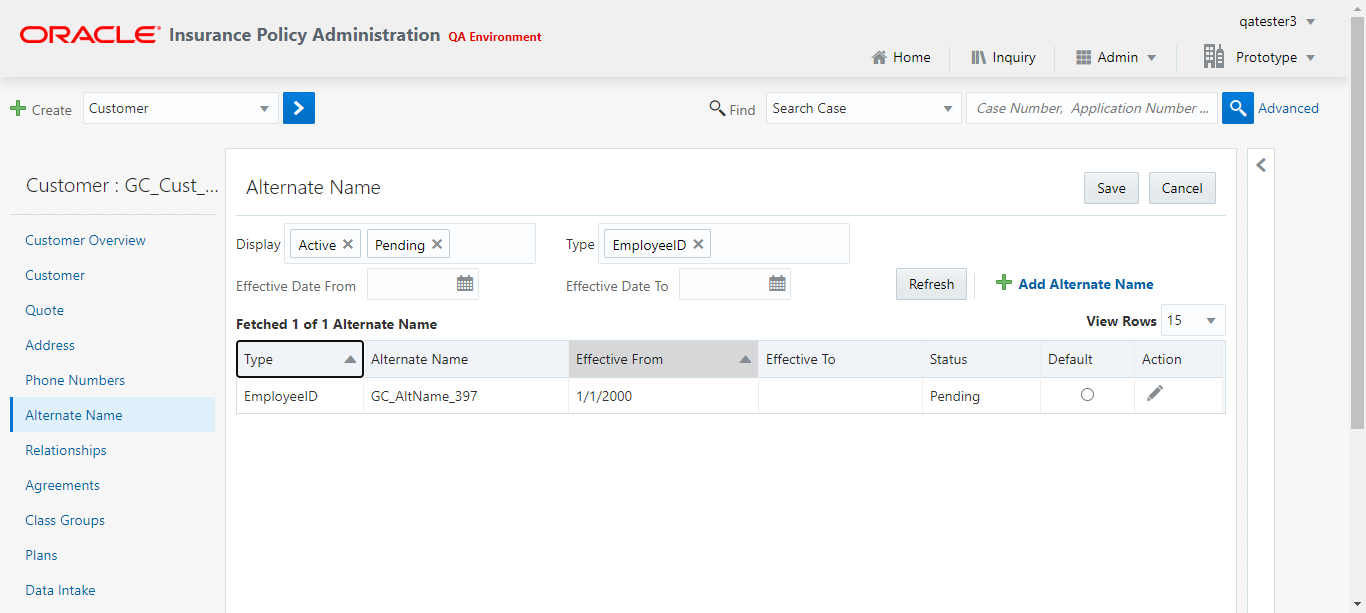 ORACLE Insurance Policy Administration QA Environment
qatester3
Home Inquiry Admin Prototype
Create Customer Find Search Case Case Number, Application Number ... Advanced
Customer : GC_Cust_...
Customer Overview
Customer
Quote
Address
Phone Numbers
Alternate Name
Relationships
Agreements
Class Groups
Plans
Data Intake
Alternate Name Save Cancel
Display Active Pending Type EmployeeID
Effective Date From Effective Date To Refresh Add Alternate Name
Fetched 1 of 1 Alternate Name View Rows 15
Type Alternate Name Effective From Effective To Status Default Action
EmployeeID GC_AltName_397 1/1/2000 Pending